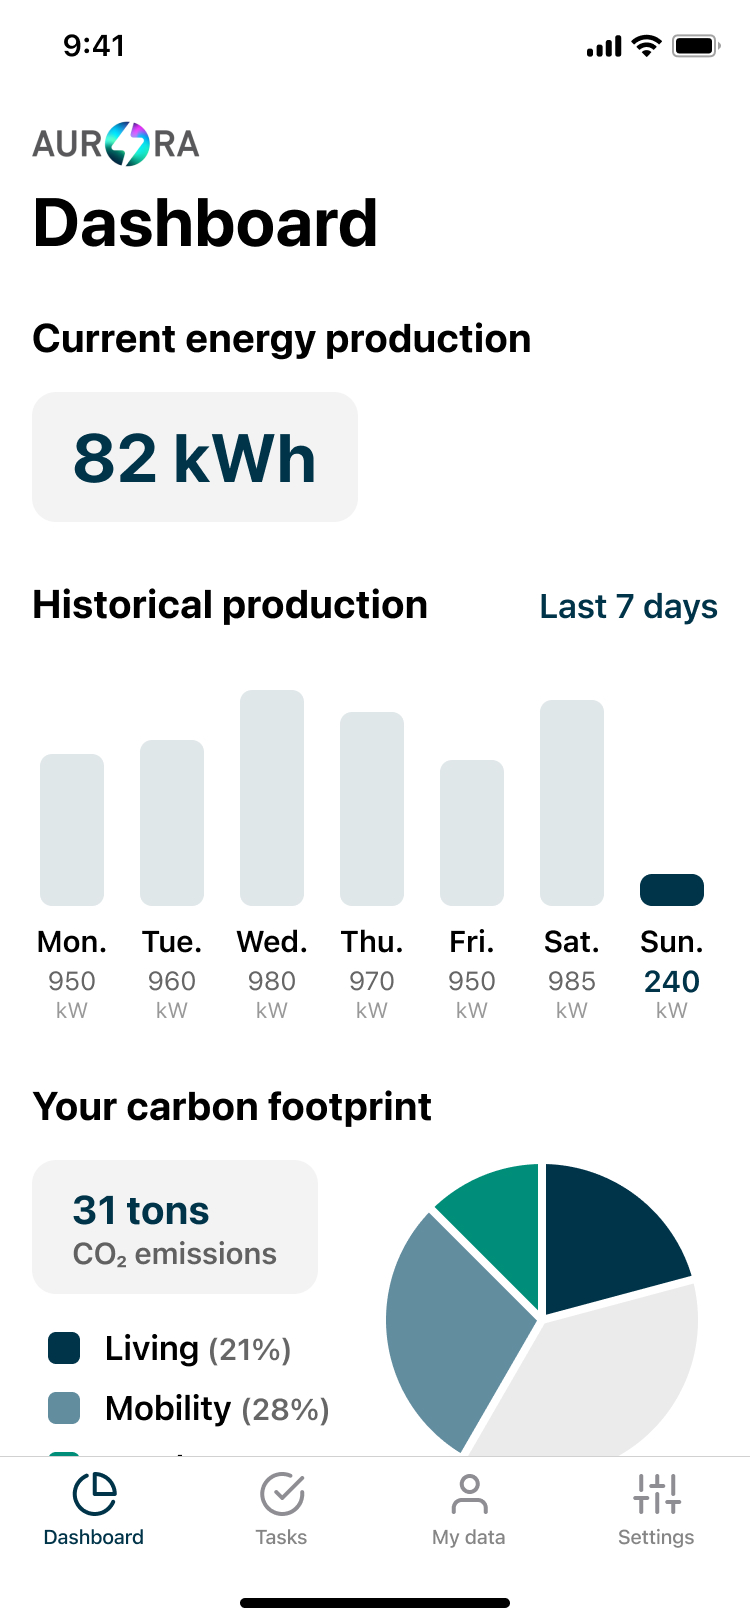 9:41
AURORA
Dashboard
Current energy production
82 kWh
Historical production
Last 7 days
Mon. Tue. Wed. Thu. Fri. Sat. Sun.
950 960 980 970 950 985 240
kW kW kW kW kW kW kW
Your carbon footprint
31 tons
CO₂ emissions
Living (21%)
Mobility (28%)
Dashboard Tasks My data Settings